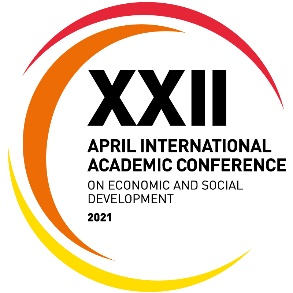 XXII
APRIL INTERNATIONAL
ACADEMIC CONFERENCE
ON ECONOMIC AND SOCIAL
DEVELOPMENT
2021